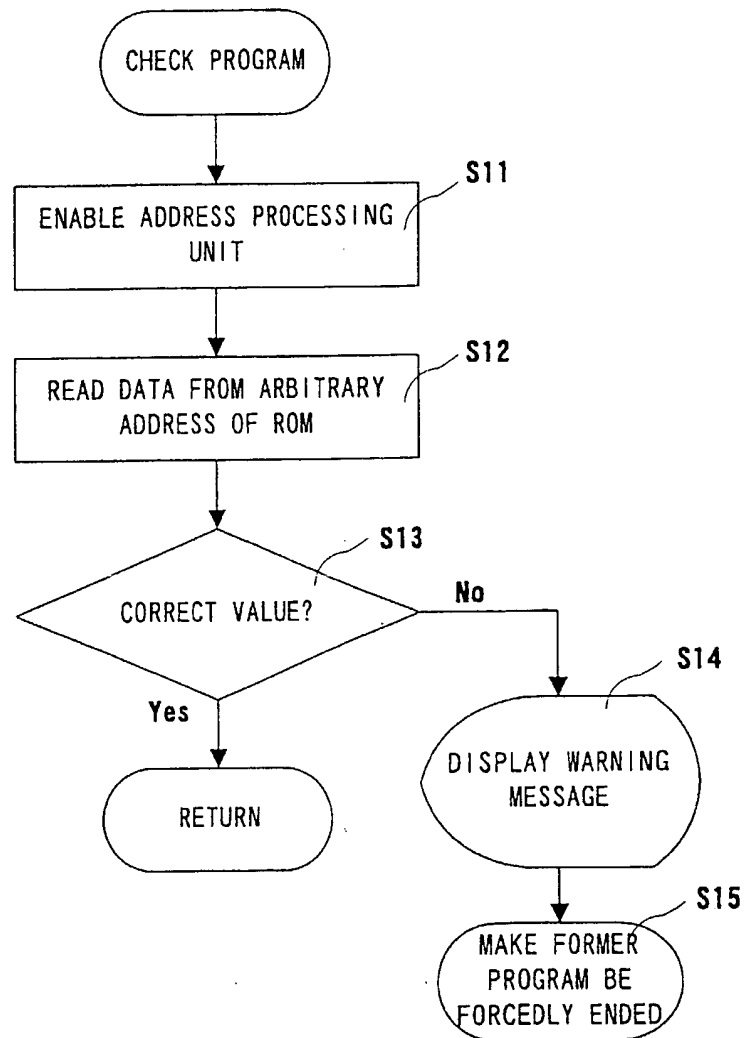 CHECK PROGRAM
S11
ENABLE ADDRESS PROCESSING
UNIT
S12
READ DATA FROM ARBITRARY
ADDRESS OF ROM
S13
CORRECT VALUE?
No
Yes
S14
DISPLAY WARNING
MESSAGE
RETURN
S15
MAKE FORMER
PROGRAM BE
FORCEDLY ENDED